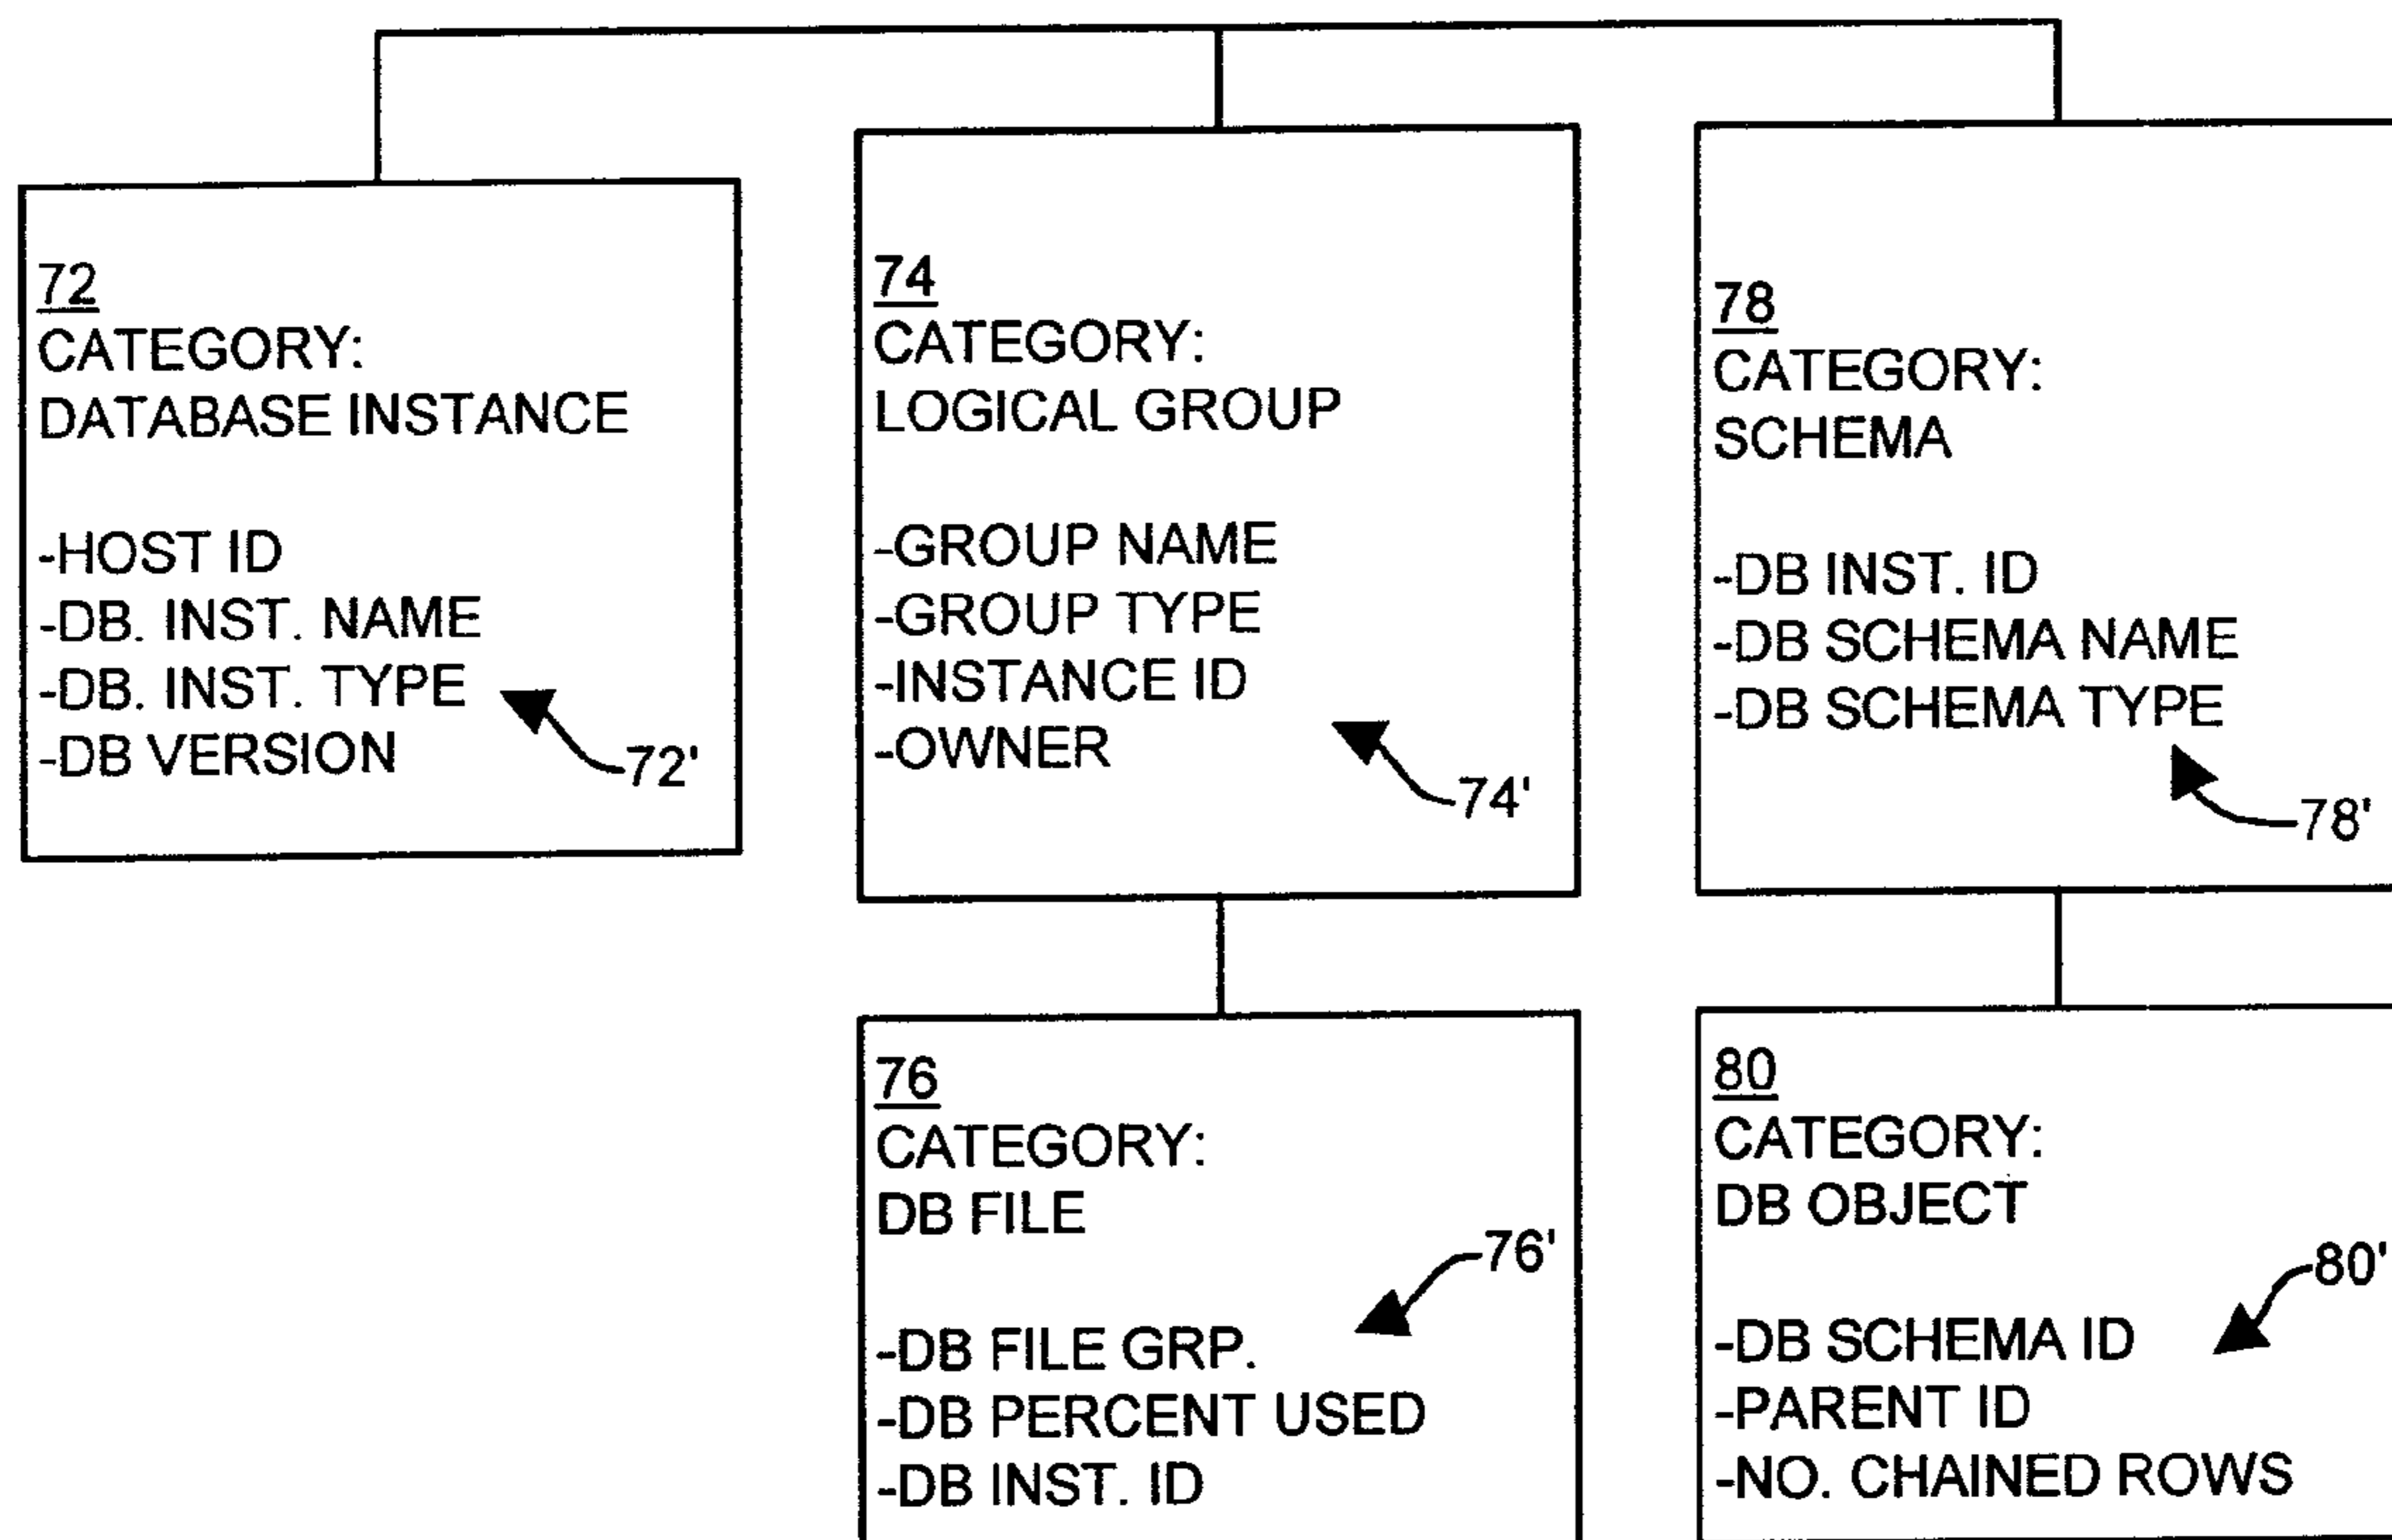 72
CATEGORY:
DATABASE INSTANCE
-HOST ID
-DB. INST. NAME
-DB. INST. TYPE
-DB VERSION
72'
74
CATEGORY:
LOGICAL GROUP
-GROUP NAME
-GROUP TYPE
-INSTANCE ID
-OWNER
74'
78
CATEGORY:
SCHEMA
-DB INST. ID
-DB SCHEMA NAME
-DB SCHEMA TYPE
78'
76
CATEGORY:
DB FILE
76'
-DB FILE GRP.
-DB PERCENT USED
-DB INST. ID
80
CATEGORY:
DB OBJECT
80'
-DB SCHEMA ID
-PARENT ID
-NO. CHAINED ROWS